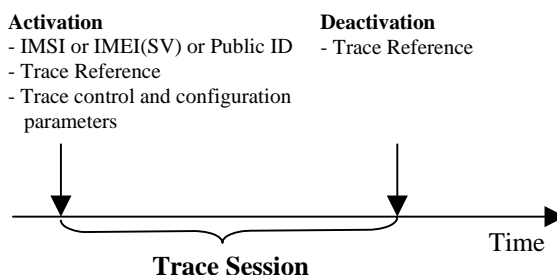 Activation
- IMSI or IMEI(SV) or Public ID
- Trace Reference
- Trace control and configuration
parameters
Deactivation
- Trace Reference
Time
Trace Session